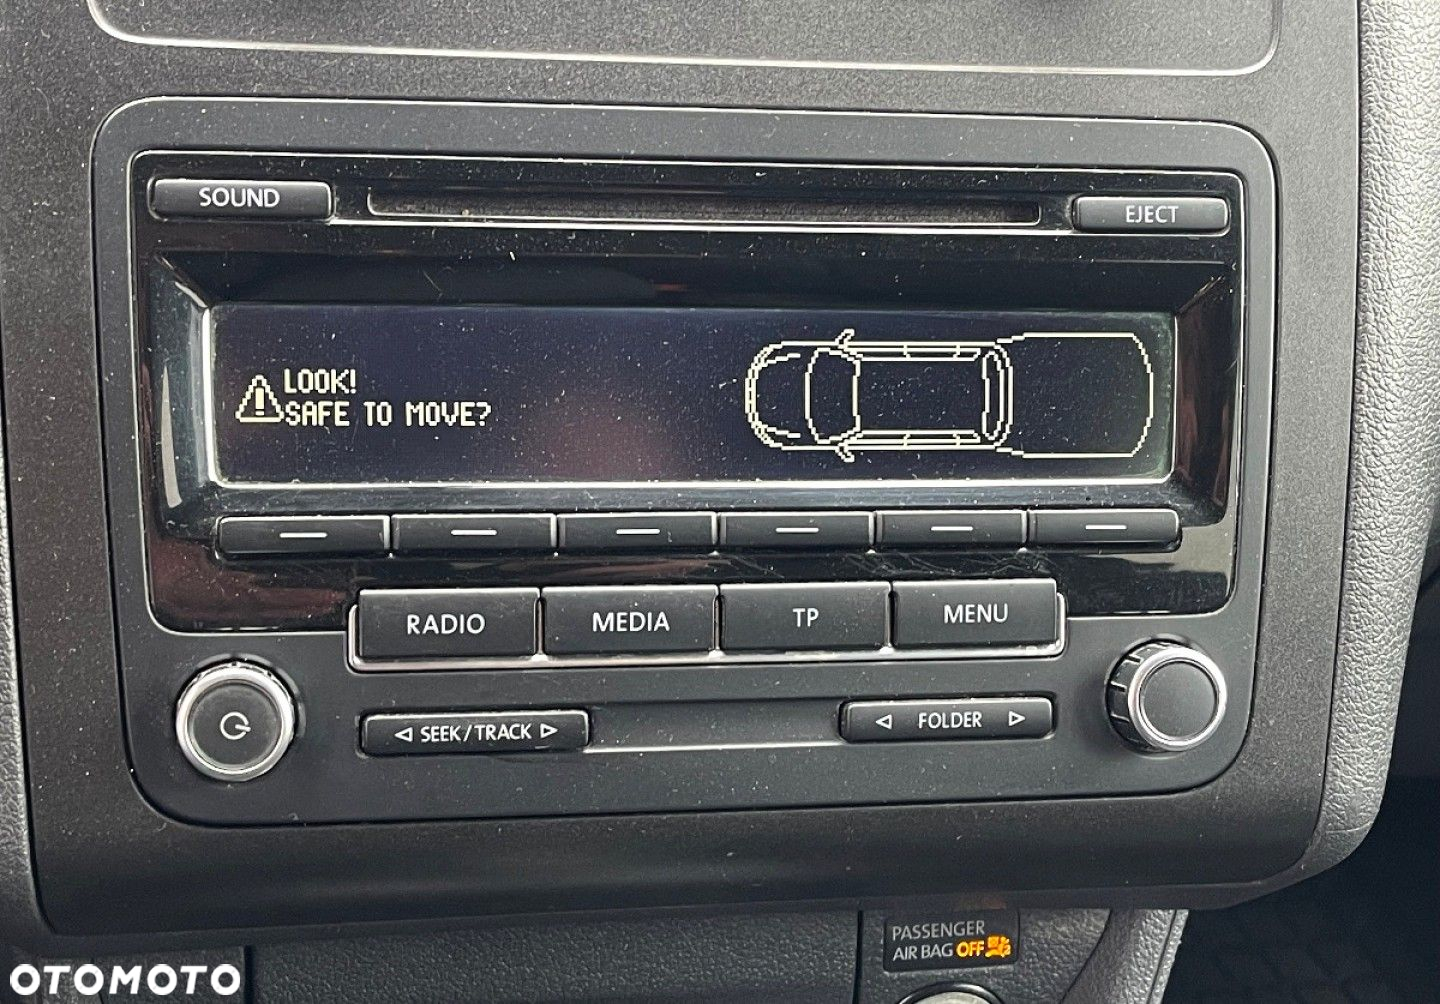 SOUND
EJECT
LOOK!
SAFE TO MOVE?
RADIO
MEDIA
TP
MENU
SEEK/TRACK
FOLDER
PASSENGER
AIR BAG OFF
OTOMOTO